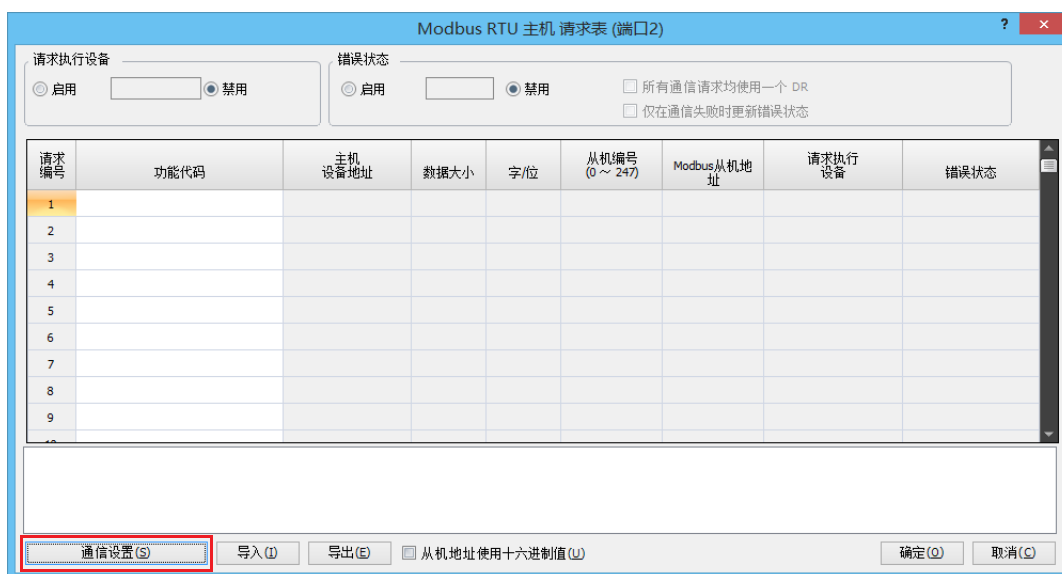 Modbus RTU 主机 请求表 (端口2)
? ×
请求执行设备
启用
禁用
错误状态
启用
禁用
所有通信请求均使用一个 DR
仅在通信失败时更新错误状态
请求
编号
功能代码
主机
设备地址
数据大小
字/位
从机编号
(0 ~ 247)
Modbus从机地
址
请求执行
设备
错误状态
1
2
3
4
5
6
7
8
9
通信设置(S)
导入(I)
导出(E)
从机地址使用十六进制值(U)
确定(O)
取消(C)